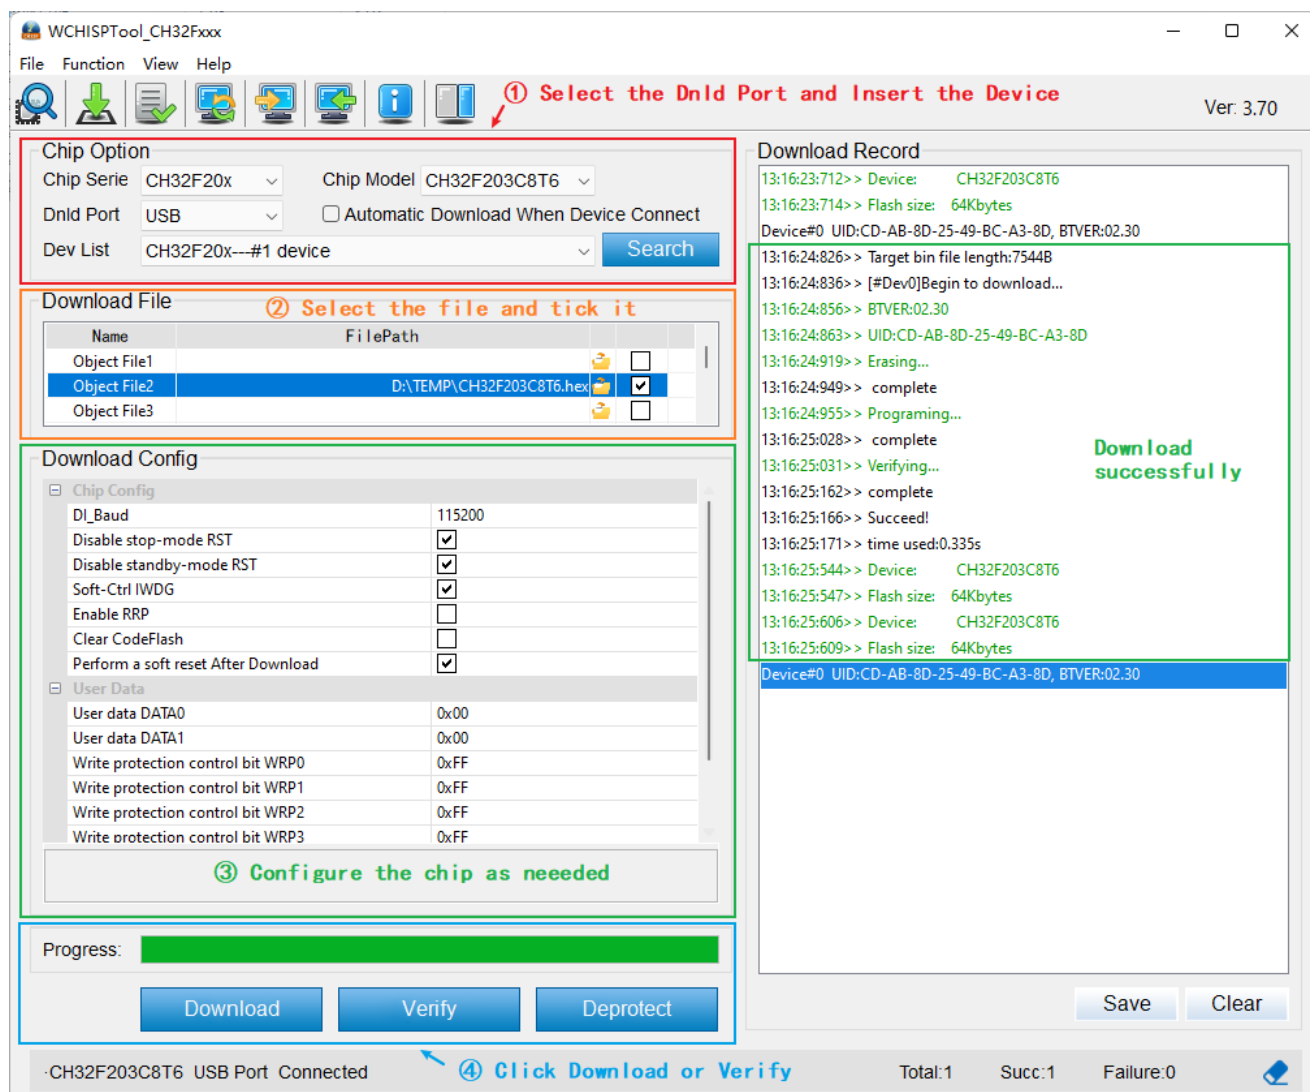 WCHISPTool_CH32Fxxx
File Function View Help
① Select the Dnld Port and Insert the Device
Ver: 3.70
Chip Option
Chip Serie CH32F20x Chip Model CH32F203C8T6
Dnld Port USB Automatic Download When Device Connect
Dev List CH32F20x---#1 device Search
Download File ② Select the file and tick it
Name FilePath
Object File1
Object File2 D:\TEMP\CH32F203C8T6.hex
Object File3
Download Config
Chip Config
DI_Baud 115200
Disable stop-mode RST
Disable standby-mode RST
Soft-Ctrl IWDG
Enable RRP
Clear CodeFlash
Perform a soft reset After Download
User Data
User data DATA0 0x00
User data DATA1 0x00
Write protection control bit WRP0 0xFF
Write protection control bit WRP1 0xFF
Write protection control bit WRP2 0xFF
Write protection control bit WRP3 0xFF
③ Configure the chip as neeeded
Progress:
Download Verify Deprotect
④ Click Download or Verify
Download Record
13:16:23:712>> Device: CH32F203C8T6
13:16:23:714>> Flash size: 64Kbytes
Device#0 UID:CD-AB-8D-25-49-BC-A3-8D, BTVER:02.30
13:16:24:826>> Target bin file length:7544B
13:16:24:836>> [#Dev0]Begin to download...
13:16:24:856>> BTVER:02.30
13:16:24:863>> UID:CD-AB-8D-25-49-BC-A3-8D
13:16:24:919>> Erasing...
13:16:24:949>> complete
13:16:24:955>> Programing...
13:16:25:028>> complete
13:16:25:031>> Verifying...
13:16:25:162>> complete
13:16:25:166>> Succeed!
13:16:25:171>> time used:0.335s
13:16:25:544>> Device: CH32F203C8T6
13:16:25:547>> Flash size: 64Kbytes
13:16:25:606>> Device: CH32F203C8T6
13:16:25:609>> Flash size: 64Kbytes
Device#0 UID:CD-AB-8D-25-49-BC-A3-8D, BTVER:02.30
Download
successfully
Save Clear
·CH32F203C8T6 USB Port Connected Total:1 Succ:1 Failure:0